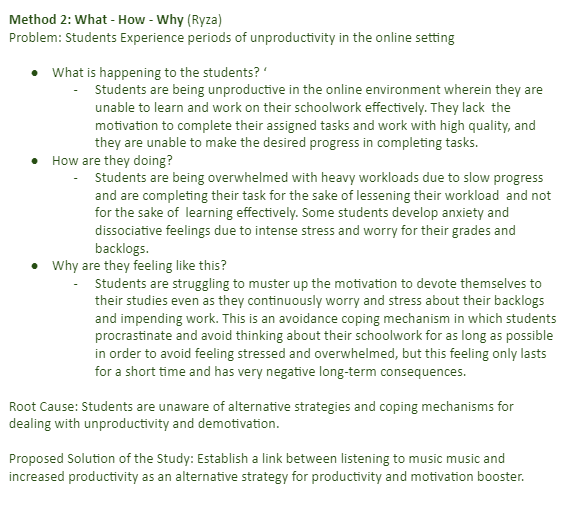 Method 2: What - How - Why (Ryza)
Problem: Students Experience periods of unproductivity in the online setting
● What is happening to the students? ‘
- Students are being unproductive in the online environment wherein they are
unable to learn and work on their schoolwork effectively. They lack the
motivation to complete their assigned tasks and work with high quality, and
they are unable to make the desired progress in completing tasks.
● How are they doing?
- Students are being overwhelmed with heavy workloads due to slow progress
and are completing their task for the sake of lessening their workload and not
for the sake of learning effectively. Some students develop anxiety and
dissociative feelings due to intense stress and worry for their grades and
backlogs.
● Why are they feeling like this?
- Students are struggling to muster up the motivation to devote themselves to
their studies even as they continuously worry and stress about their backlogs
and impending work. This is an avoidance coping mechanism in which students
procrastinate and avoid thinking about their schoolwork for as long as possible
in order to avoid feeling stressed and overwhelmed, but this feeling only lasts
for a short time and has very negative long-term consequences.
Root Cause: Students are unaware of alternative strategies and coping mechanisms for
dealing with unproductivity and demotivation.
Proposed Solution of the Study: Establish a link between listening to music music and
increased productivity as an alternative strategy for productivity and motivation booster.